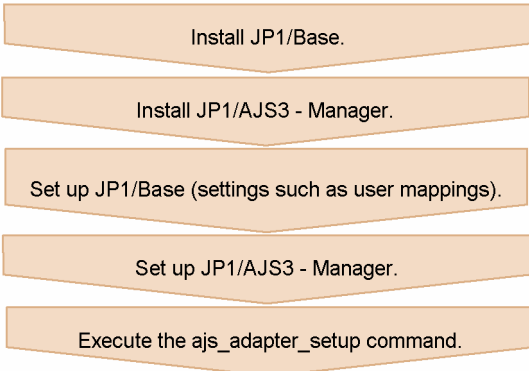 Install JP1/Base.
Install JP1/AJS3 - Manager.
Set up JP1/Base (settings such as user mappings).
Set up JP1/AJS3 - Manager.
Execute the ajs_adapter_setup command.